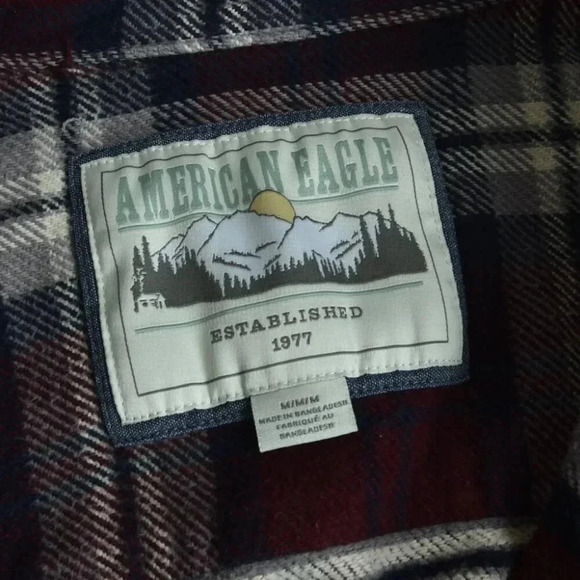 AMERICAN EAGLE
ESTABLISHED
1977
M/M/M
MADE IN BANGLADESH
FABRIQUÉ AU
BANGLADESH